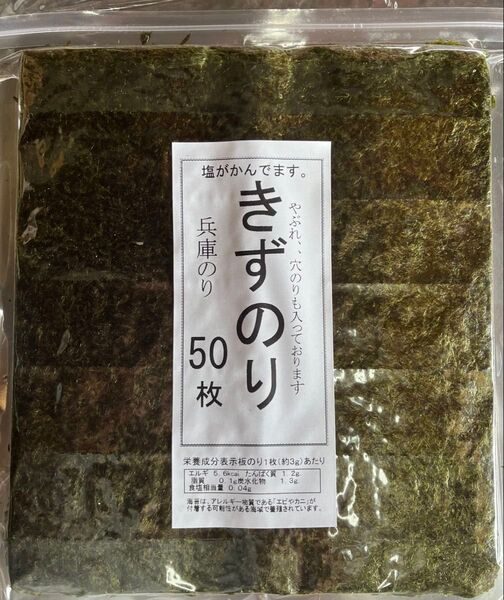 塩がかんでます。
やぶれ、、穴のりも入っております
きずのり
兵庫のり
50枚
栄養成分表示板のり1枚(約3g)あたり
エルギ 5.6kcal たんぱく質 1.2g
脂質 0.1g炭水化物 1.3g
食塩相当量 0.04g
海苔は、アレルギー物質である「エビやカニ」が
付着する可能性がある海域で養殖されています。